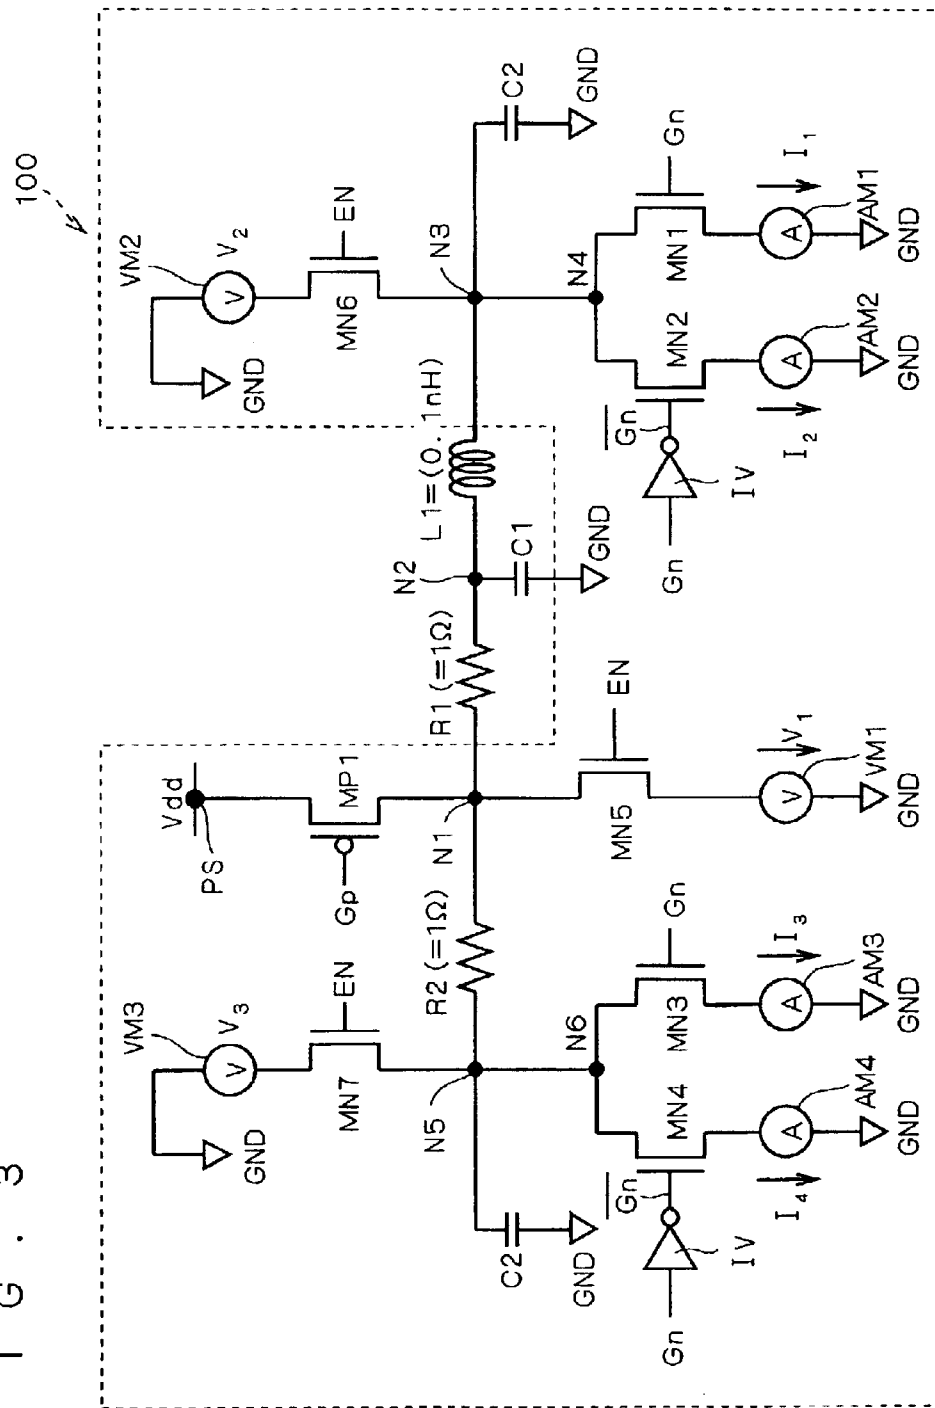 100
VM2
V2
GND
MN6
EN
N3
C2
GND
N4
MN2
MN1
Gn
Gn
Gn
IV
I2
AM2
GND
A
A
I1
AM1
GND
V
L1=(0.1nH)
N2
C1
GND
R1(=1Ω)
Vdd
PS
MP1
Gp
N1
EN
MN5
V
V1
VM1
GND
R2(=1Ω)
VM3
V3
V
GND
MN7
EN
N5
C2
GND
N6
MN4
MN3
Gn
Gn
Gn
IV
I4
AM4
GND
A
A
I3
AM3
GND
G . 3